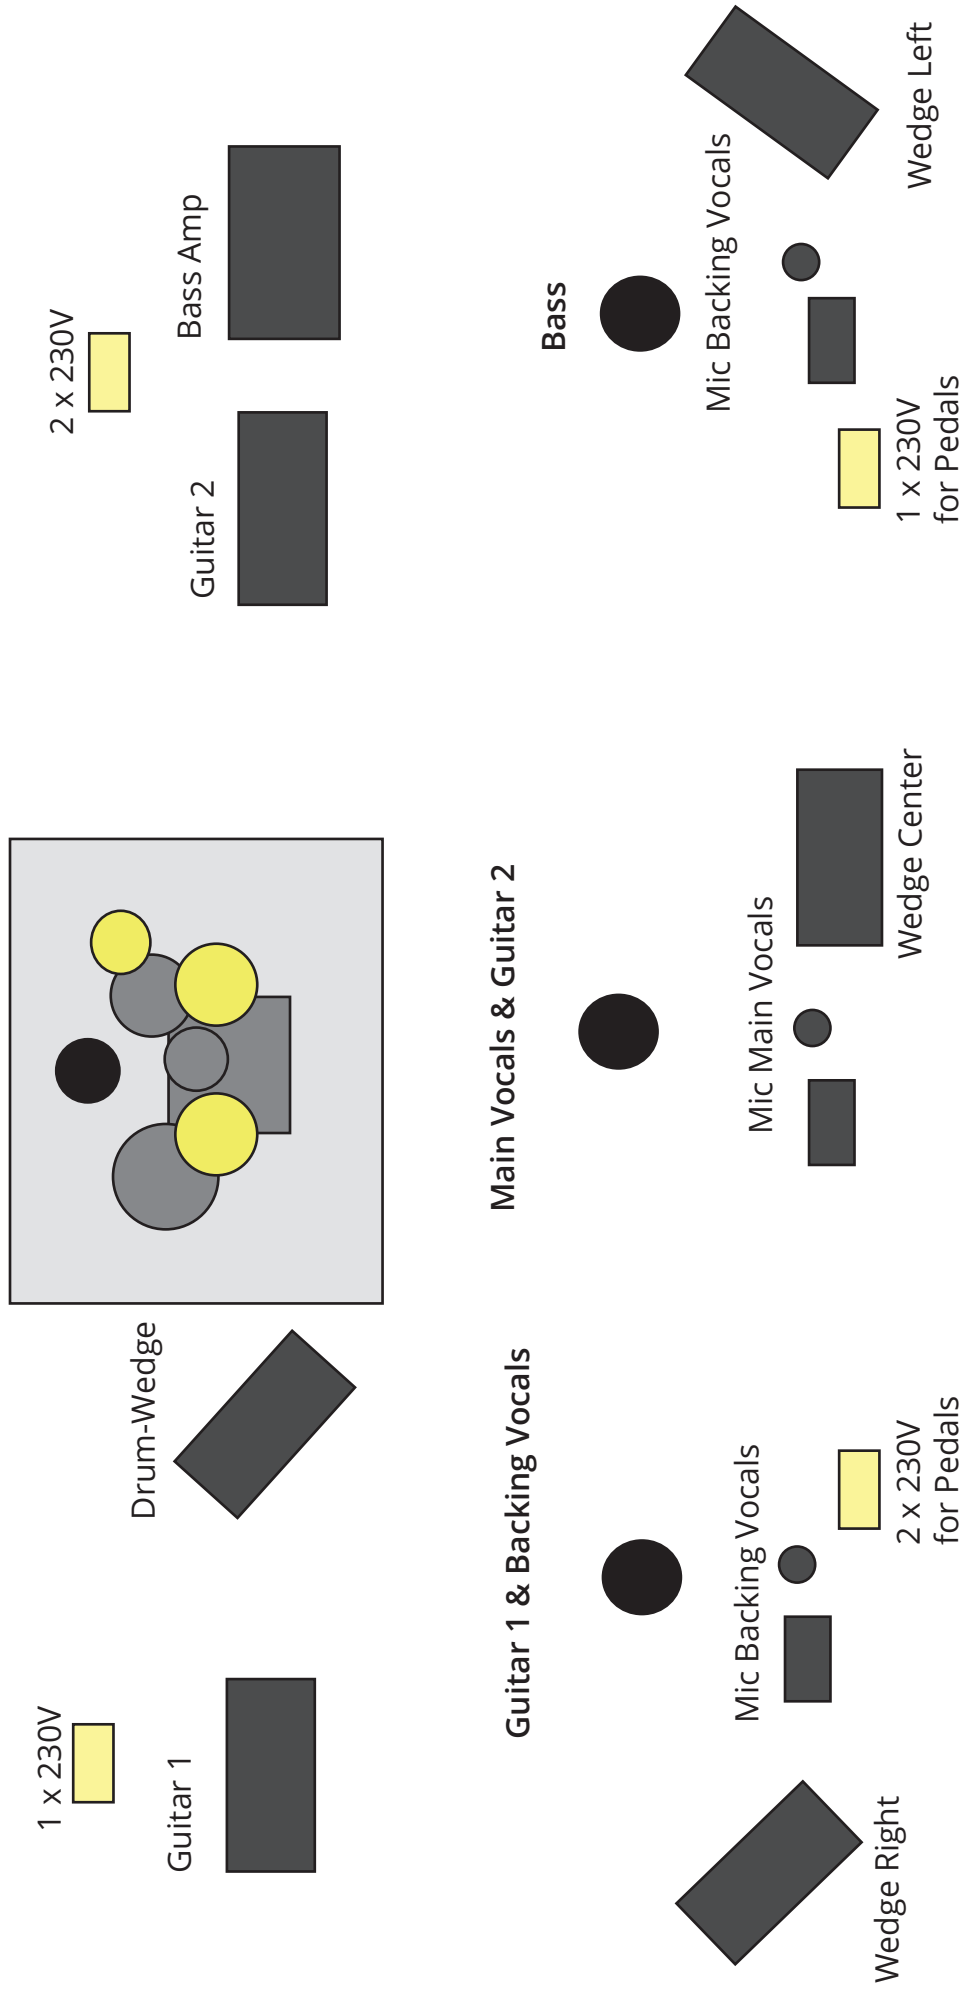 1 x 230V
2 x 230V
Drum-Wedge
Bass Amp
Guitar 1
Guitar 2
Main Vocals & Guitar 2
Guitar 1 & Backing Vocals
Bass
Mic Backing Vocals
Mic Main Vocals
Mic Backing Vocals
Wedge Right
2 x 230V
for Pedals
Wedge Center
1 x 230V
for Pedals
Wedge Left